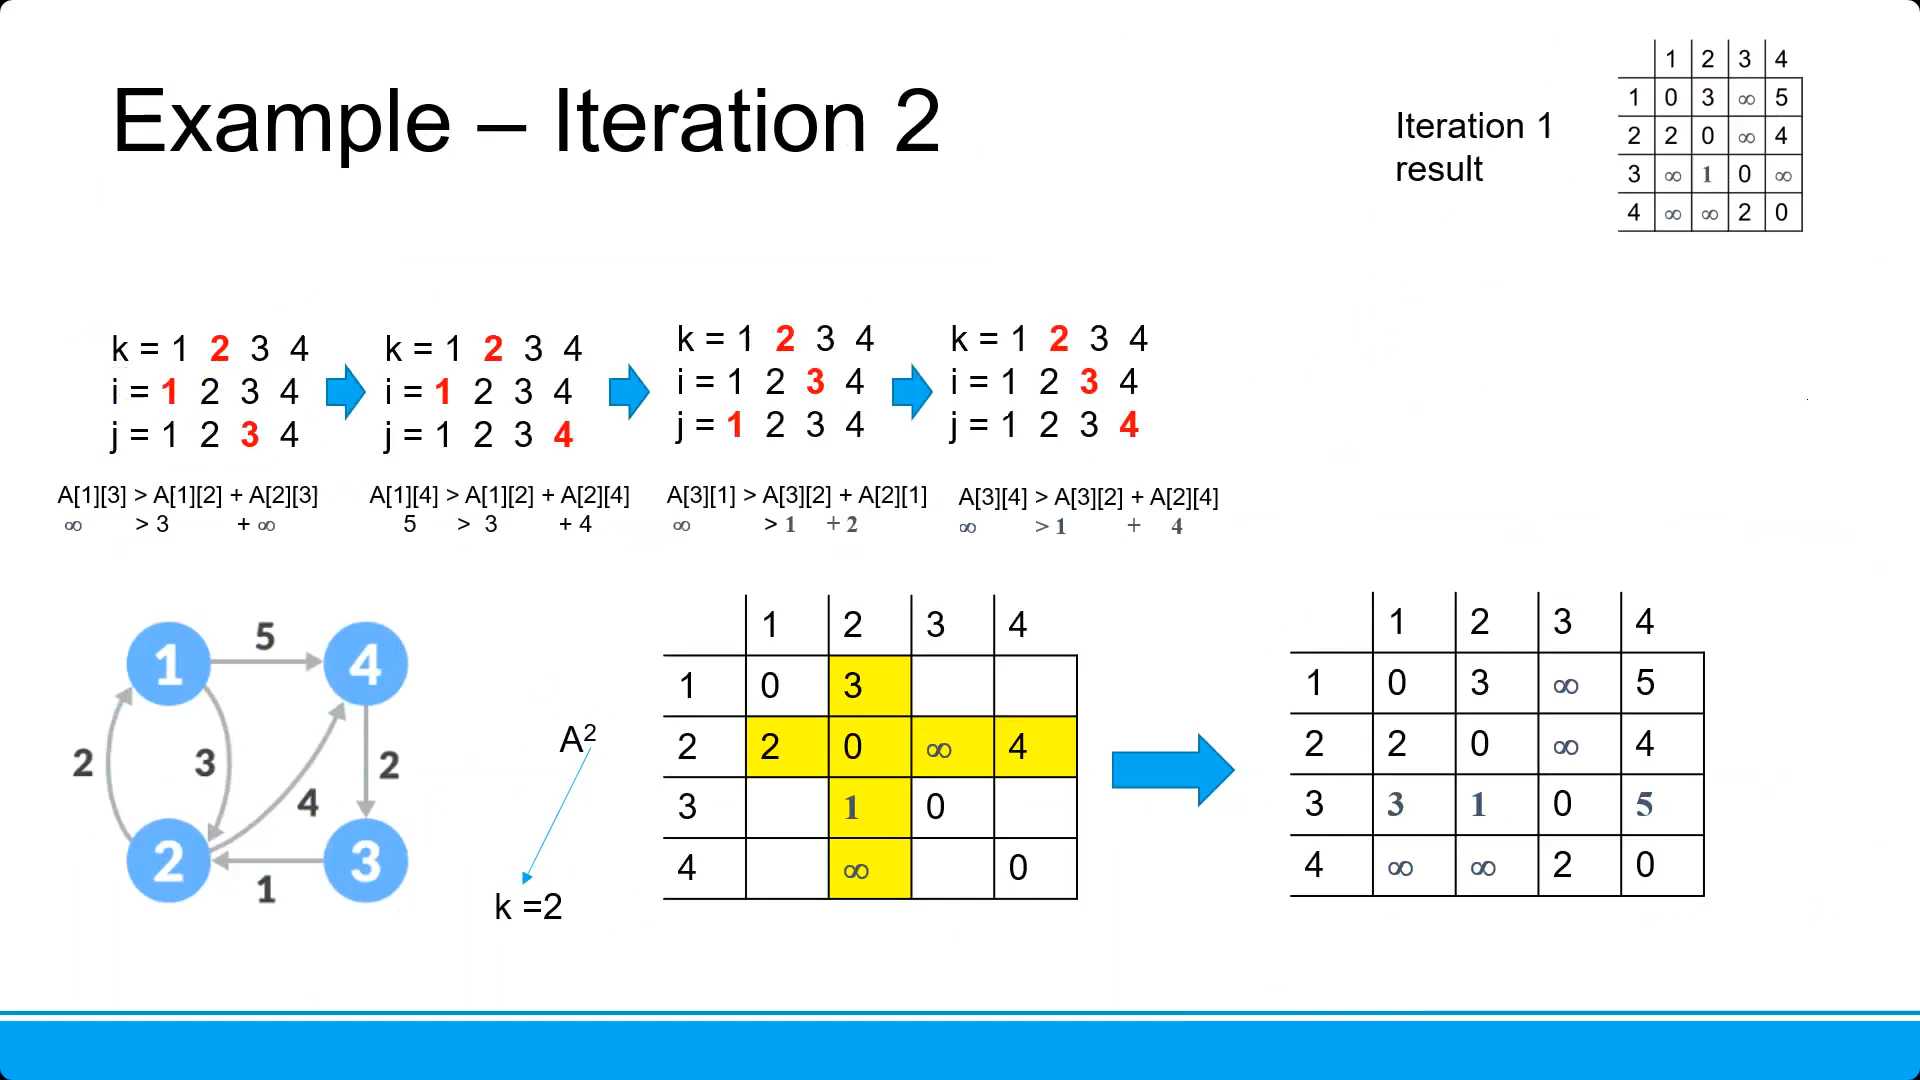 Example – Iteration 2
Iteration 1
result
1 2 3 4
1 0 3 ∞ 5
2 2 0 ∞ 4
3 ∞ 1 0 ∞
4 ∞ ∞ 2 0
k = 1 2 3 4
i = 1 2 3 4
j = 1 2 3 4
A[1][3] > A[1][2] + A[2][3]
∞ > 3 + ∞
k = 1 2 3 4
i = 1 2 3 4
j = 1 2 3 4
A[1][4] > A[1][2] + A[2][4]
5 > 3 + 4
k = 1 2 3 4
i = 1 2 3 4
j = 1 2 3 4
A[3][1] > A[3][2] + A[2][1]
∞ > 1 + 2
k = 1 2 3 4
i = 1 2 3 4
j = 1 2 3 4
A[3][4] > A[3][2] + A[2][4]
∞ > 1 + 4
1 5 4
2 3 4 2
2 1 3
A²
k =2
1 2 3 4
1 0 3
2 2 0 ∞ 4
3 1 0
4 ∞ 0
1 2 3 4
1 0 3 ∞ 5
2 2 0 ∞ 4
3 3 1 0 5
4 ∞ ∞ 2 0